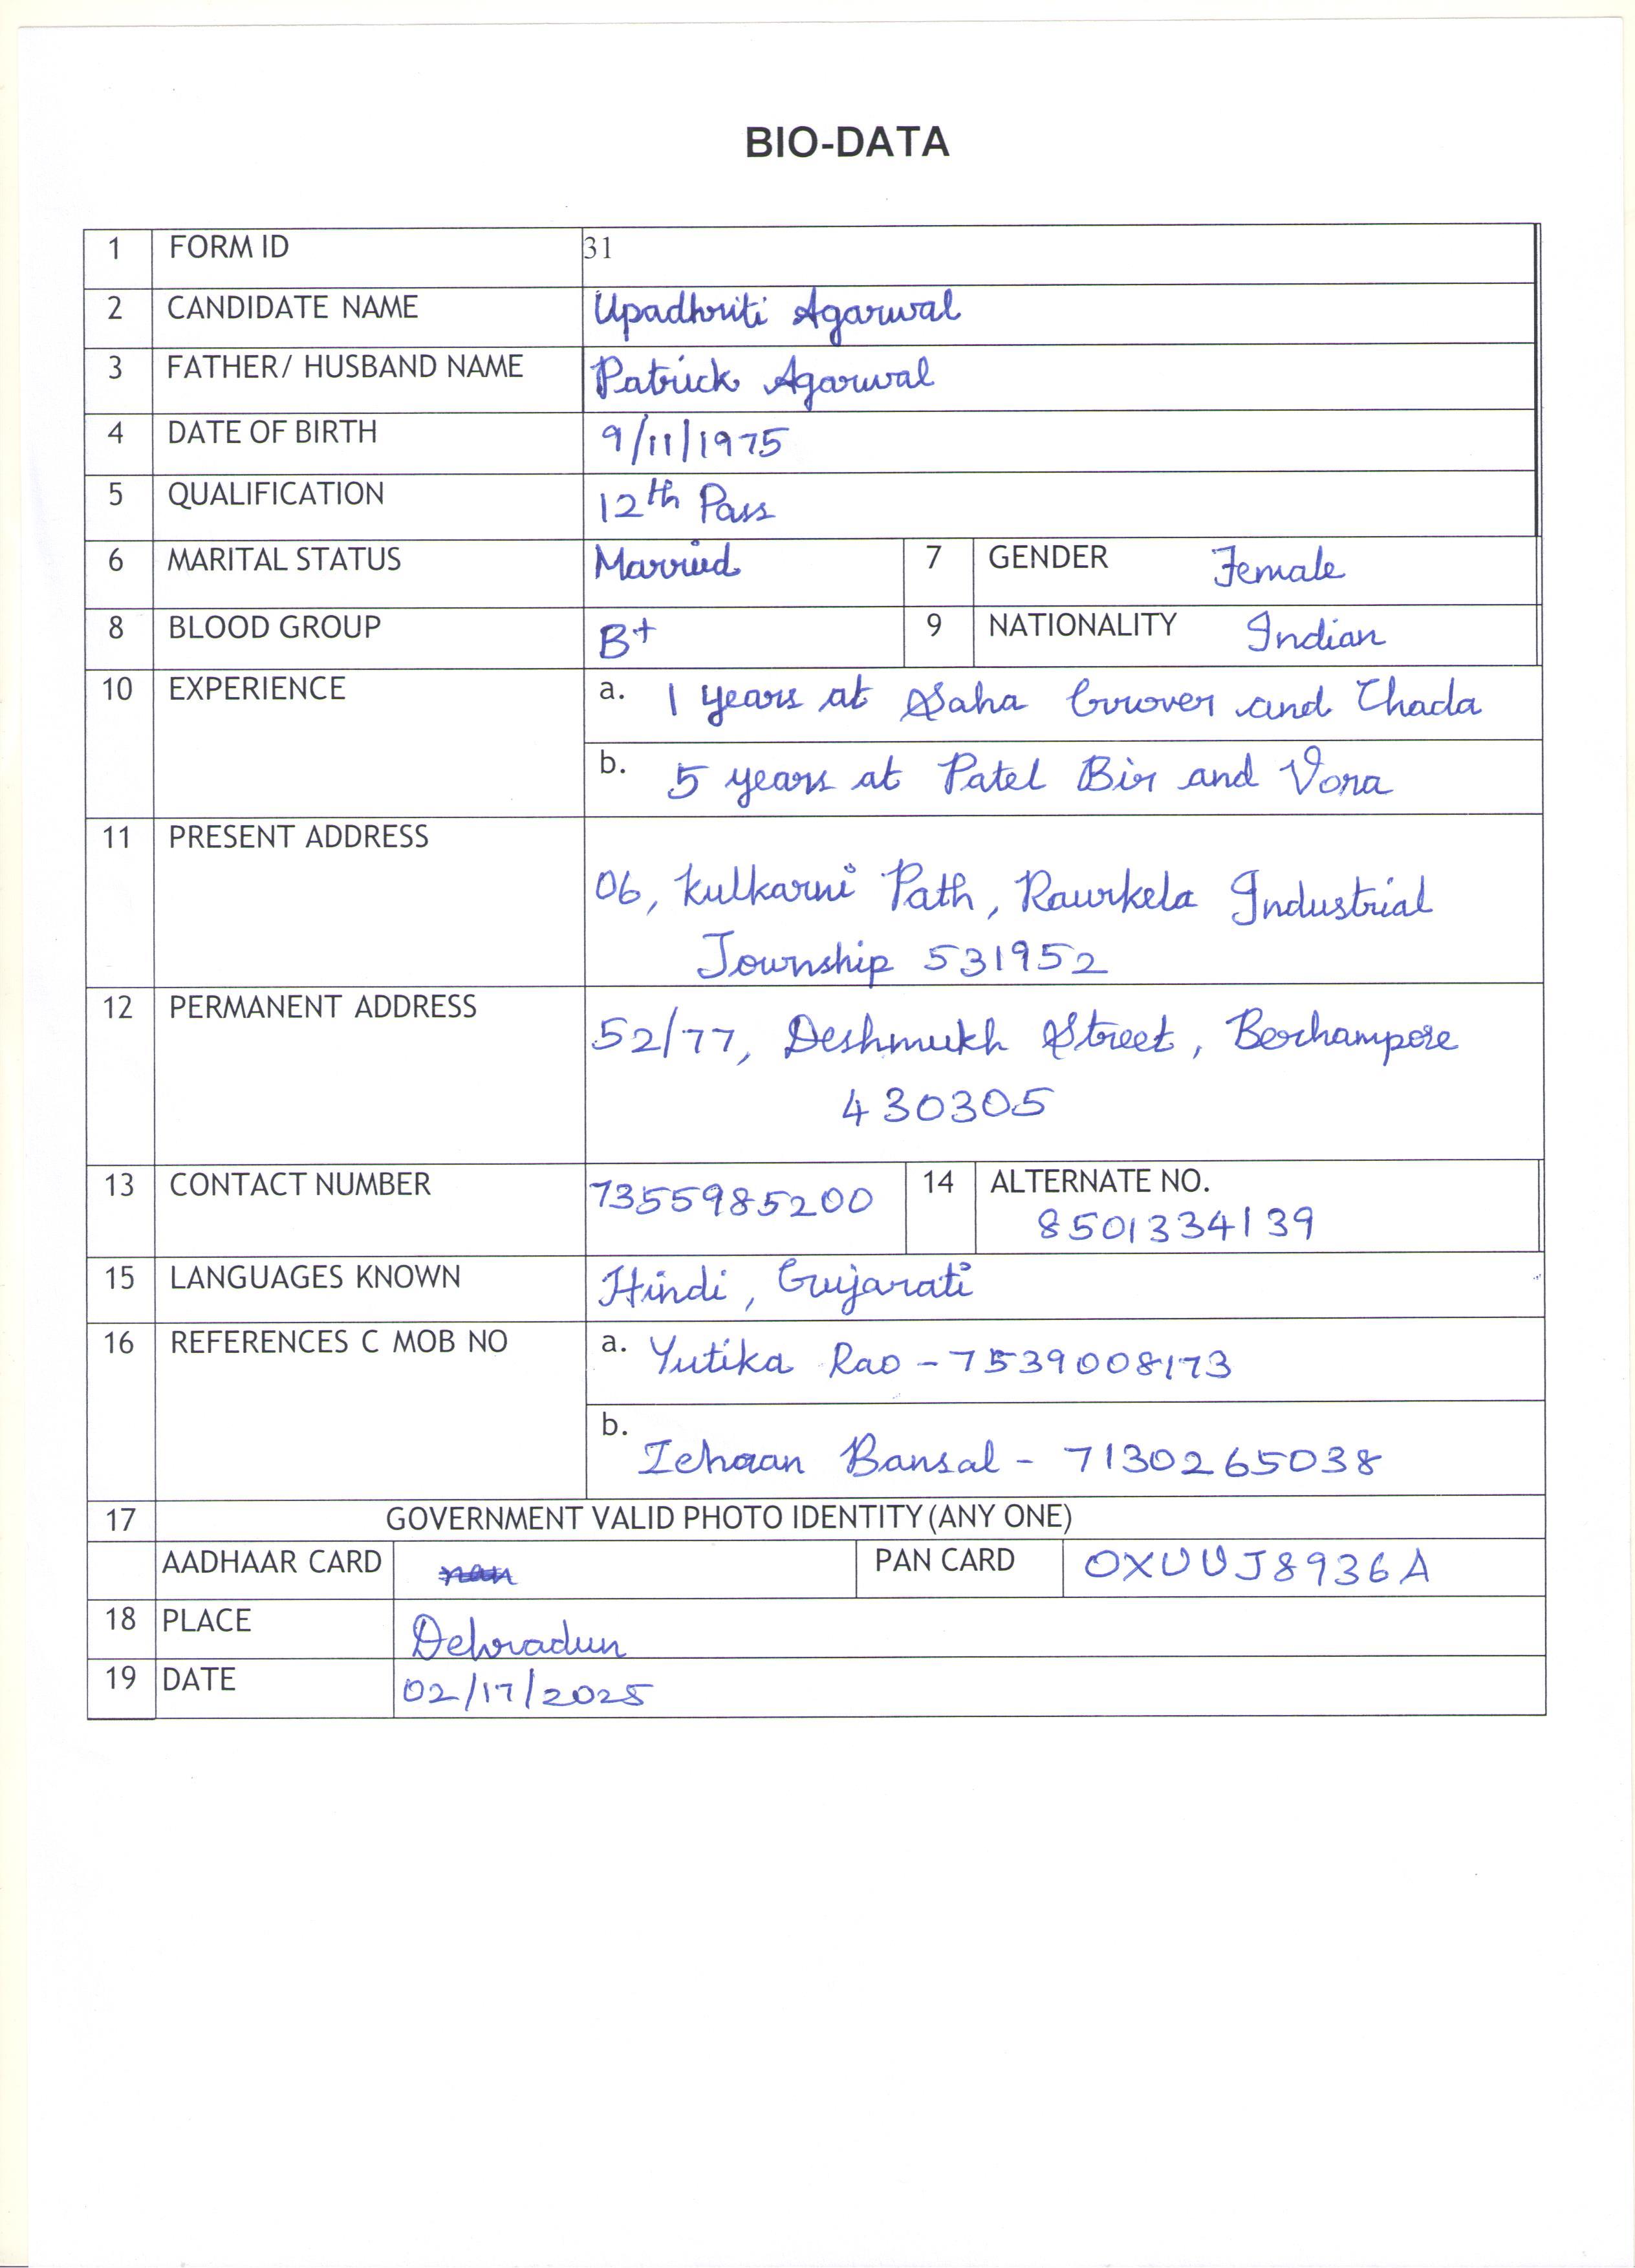 BIO-DATA
1 FORM ID 31
2 CANDIDATE NAME Upadhriti Agarwal
3 FATHER/ HUSBAND NAME Patrick Agarwal
4 DATE OF BIRTH 9/11/1975
5 QUALIFICATION 12th Pass
6 MARITAL STATUS Married 7 GENDER Female
8 BLOOD GROUP B+ 9 NATIONALITY Indian
10 EXPERIENCE a. 1 years at Saha Grover and Chada
b. 5 years at Patel Bir and Vora
11 PRESENT ADDRESS
06, Kulkarni Path, Raurkela Industrial
Township 531952
12 PERMANENT ADDRESS
52/77, Deshmukh Street, Berhampore
430305
13 CONTACT NUMBER 7355985200 14 ALTERNATE NO.
8501334139
15 LANGUAGES KNOWN Hindi, Gujarati
16 REFERENCES C MOB NO a. Yutika Rao - 7539008173
b.
Zehaan Bansal - 7130265038
17 GOVERNMENT VALID PHOTO IDENTITY (ANY ONE)
AADHAAR CARD nan PAN CARD OXUUJ8936A
18 PLACE Dehradun
19 DATE 02/17/2025